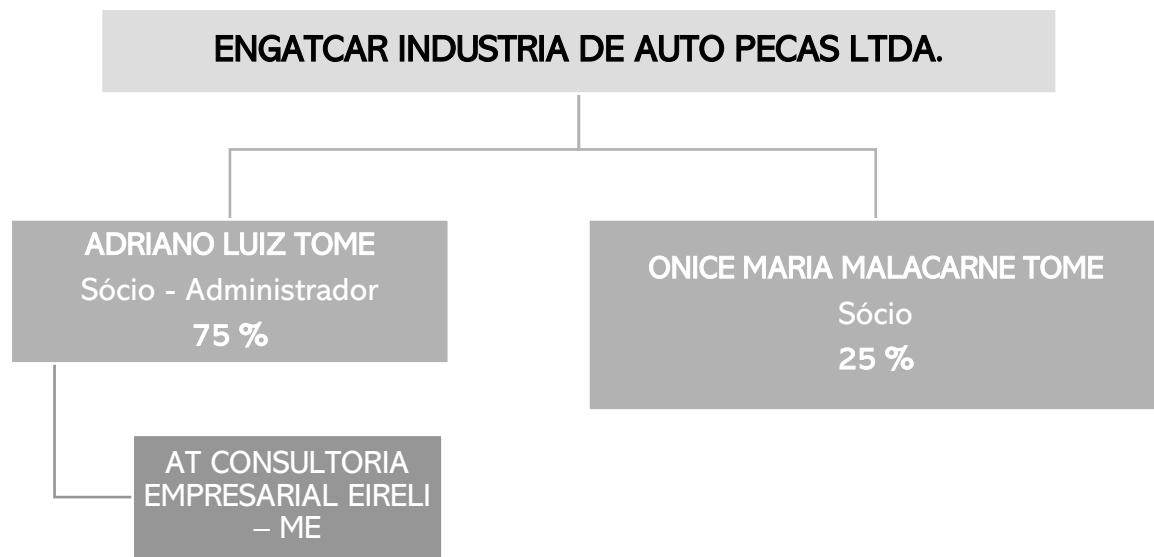 ENGATCAR INDUSTRIA DE AUTO PECAS LTDA.
ADRIANO LUIZ TOME
Sócio - Administrador
75 %
ONICE MARIA MALACARNE TOME
Sócio
25 %
AT CONSULTORIA
EMPRESARIAL EIRELI
– ME